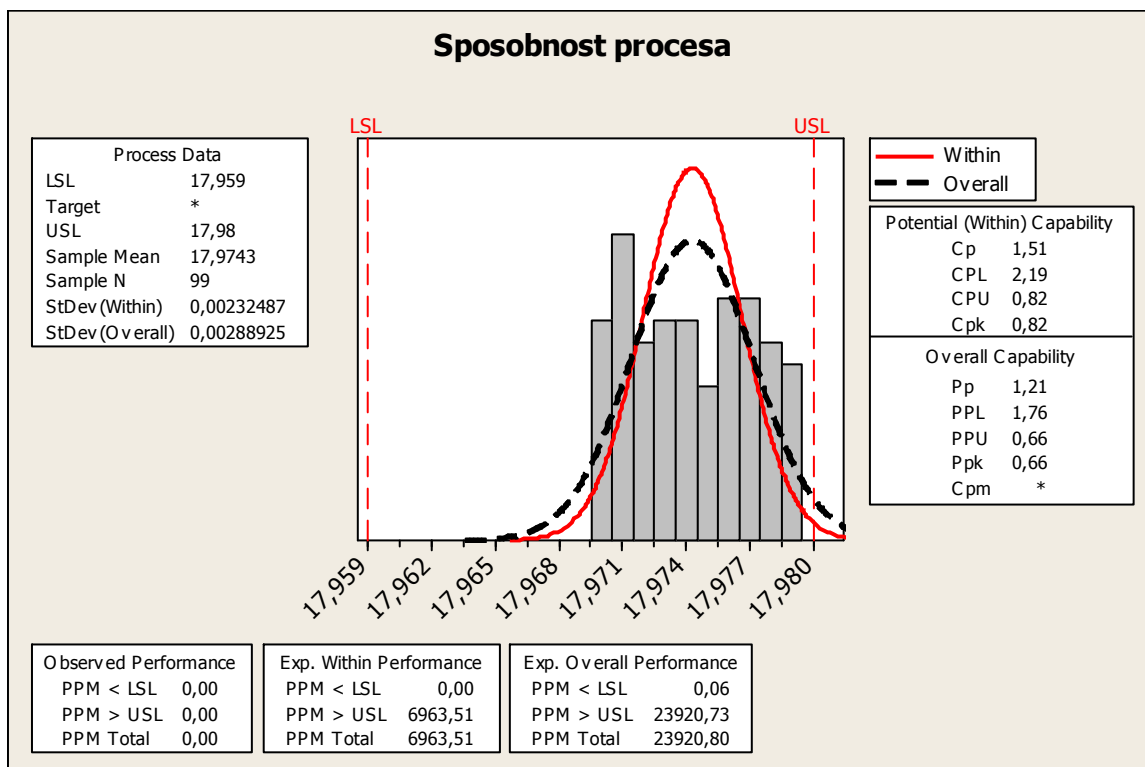 Sposobnost procesa
LSL
USL
Process Data
LSL 17,959
Target *
USL 17,98
Sample Mean 17,9743
Sample N 99
StDev(Within) 0,00232487
StDev(Overall) 0,00288925
Within
Overall
Potential (Within) Capability
Cp 1,51
CPL 2,19
CPU 0,82
Cpk 0,82
Overall Capability
Pp 1,21
PPL 1,76
PPU 0,66
Ppk 0,66
Cpm *
17,959
17,962
17,965
17,968
17,971
17,974
17,977
17,980
Observed Performance
PPM < LSL 0,00
PPM > USL 0,00
PPM Total 0,00
Exp. Within Performance
PPM < LSL 0,00
PPM > USL 6963,51
PPM Total 6963,51
Exp. Overall Performance
PPM < LSL 0,06
PPM > USL 23920,73
PPM Total 23920,80